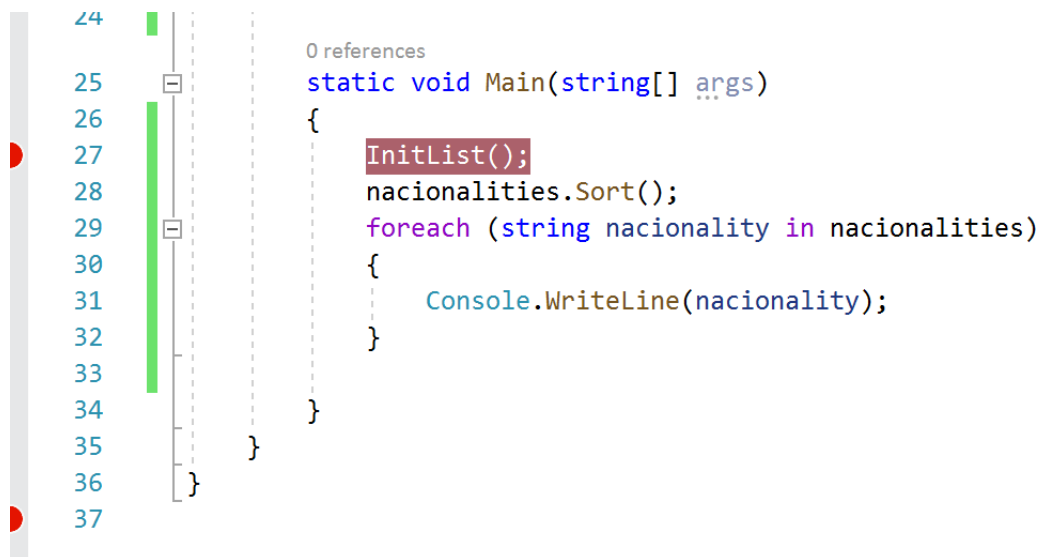 24
0 references
25 static void Main(string[] args)
26 {
27 InitList();
28 nacionalities.Sort();
29 foreach (string nacionality in nacionalities)
30 {
31 Console.WriteLine(nacionality);
32 }
33
34 }
35 }
36 }
37